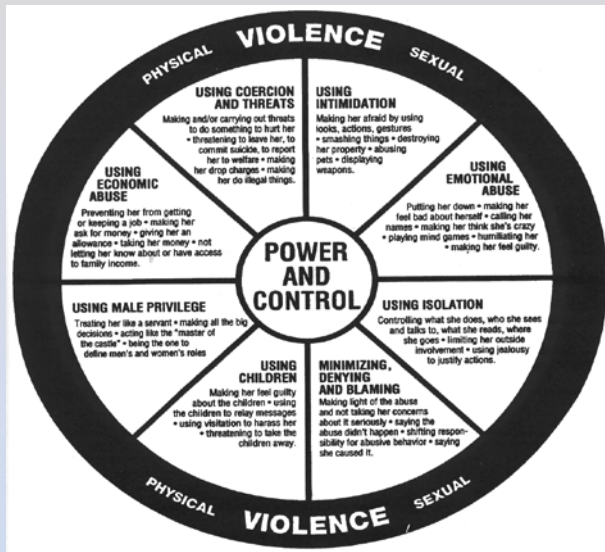 PHYSICAL VIOLENCE SEXUAL
USING COERCION
AND THREATS
Making and/or carrying out threats
to do something to hurt her
• threatening to leave her, to
commit suicide, to report
her to welfare • making
her drop charges • making
her do illegal things.
USING
INTIMIDATION
Making her afraid by using
looks, actions, gestures
• smashing things • destroying
her property • abusing
pets • displaying
weapons.
USING
EMOTIONAL
ABUSE
Putting her down • making her
feel bad about herself • calling her
names • making her think she's crazy
• playing mind games • humiliating her
• making her feel guilty.
USING ISOLATION
Controlling what she does, who she sees
and talks to, what she reads, where
she goes • limiting her outside
involvement • using jealousy
to justify actions.
MINIMIZING,
DENYING
AND BLAMING
Making light of the abuse
and not taking her concerns
about it seriously • saying the
abuse didn't happen • shifting respon-
sibility for abusive behavior • saying
she caused it.
USING
CHILDREN
Making her feel guilty
about the children • using
the children to relay messages
• using visitation to harass her
• threatening to take the
children away.
USING MALE PRIVILEGE
Treating her like a servant • making all the big
decisions • acting like the "master of
the castle" • being the one to
define men's and women's roles
USING
ECONOMIC
ABUSE
Preventing her from getting
or keeping a job • making her
ask for money • giving her an
allowance • taking her money • not
letting her know about or have access
to family income.
POWER
AND
CONTROL
PHYSICAL VIOLENCE SEXUAL